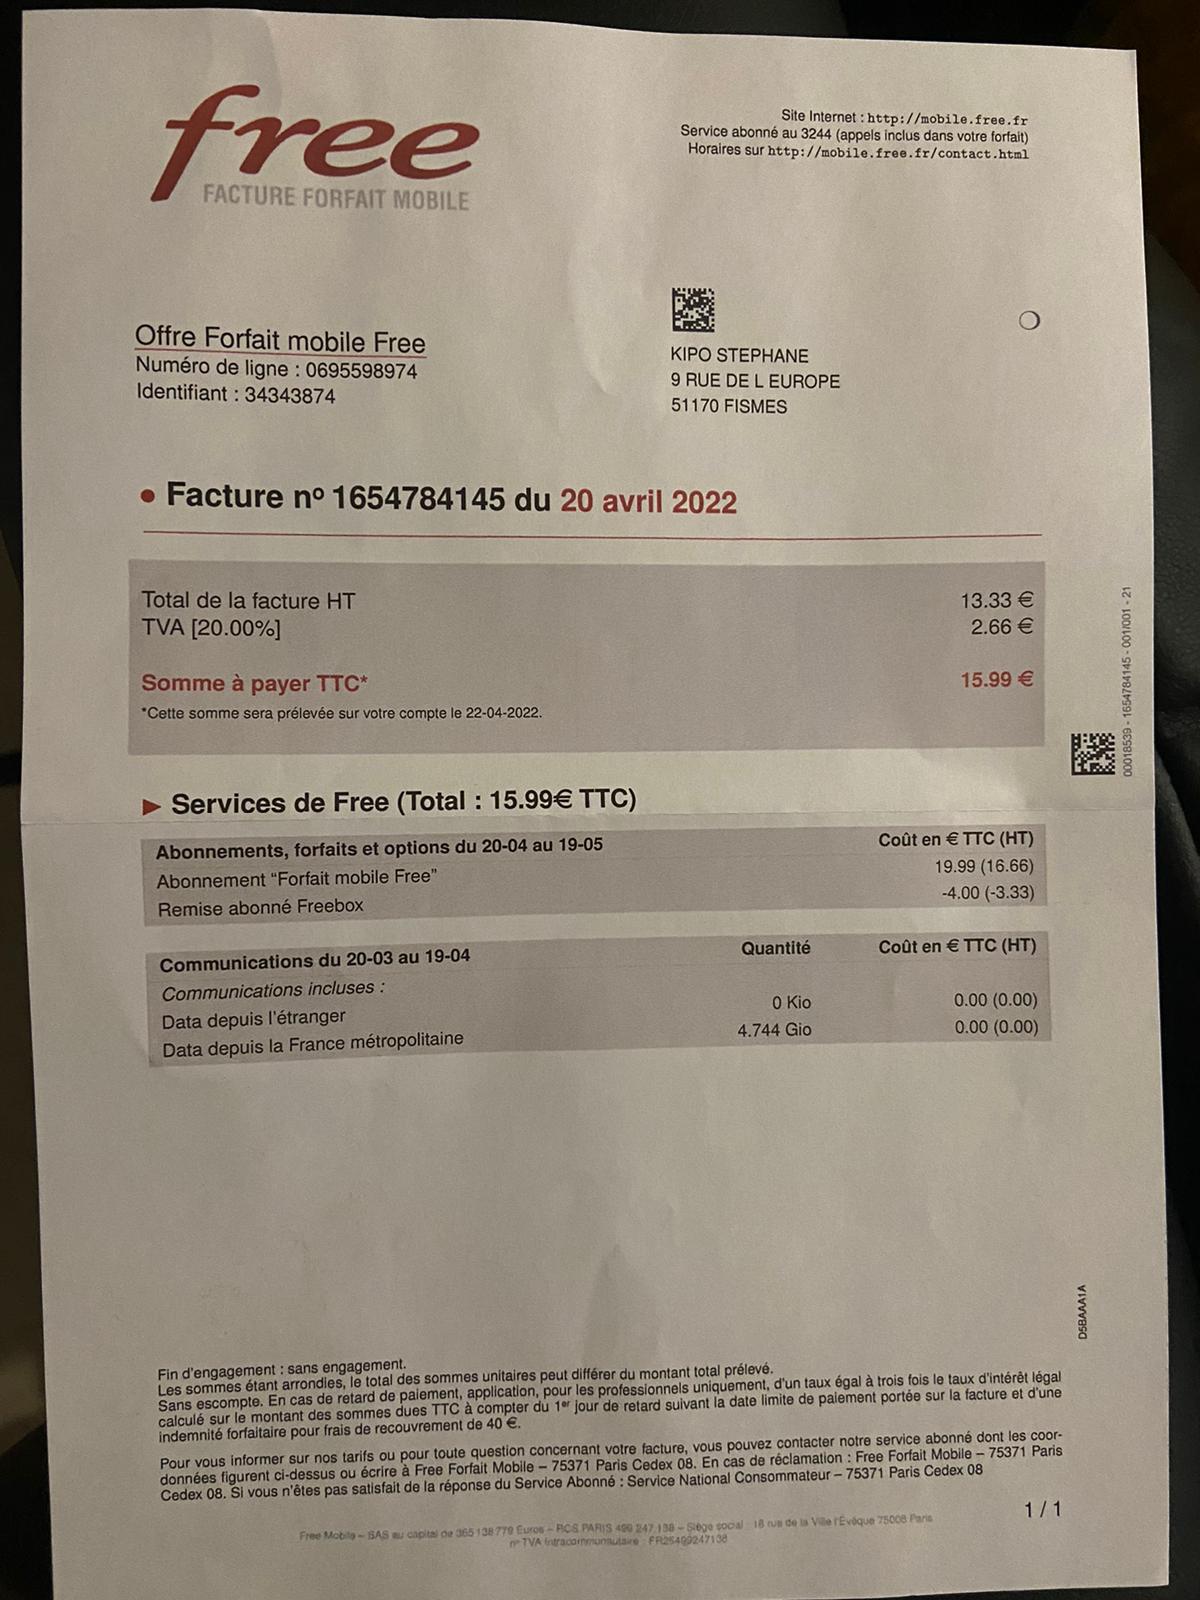 free
FACTURE FORFAIT MOBILE
Site Internet : http://mobile.free.fr
Service abonné au 3244 (appels inclus dans votre forfait)
Horaires sur http://mobile.free.fr/contact.html
Offre Forfait mobile Free
Numéro de ligne : 0695598974
Identifiant : 34343874
KIPO STEPHANE
9 RUE DE L EUROPE
51170 FISMES
• Facture nº 1654784145 du 20 avril 2022
Total de la facture HT 13.33 €
TVA [20.00%] 2.66 €
Somme à payer TTC* 15.99 €
*Cette somme sera prélevée sur votre compte le 22-04-2022.
00018539 - 1654784145 - 001/001 - 21
► Services de Free (Total : 15.99€ TTC)
Abonnements, forfaits et options du 20-04 au 19-05 Coût en € TTC (HT)
Abonnement “Forfait mobile Free” 19.99 (16.66)
Remise abonné Freebox -4.00 (-3.33)
Communications du 20-03 au 19-04 Quantité Coût en € TTC (HT)
Communications incluses :
Data depuis l'étranger 0 Kio 0.00 (0.00)
Data depuis la France métropolitaine 4.744 Gio 0.00 (0.00)
D5BAAA1A
Fin d'engagement : sans engagement.
Les sommes étant arrondies, le total des sommes unitaires peut différer du montant total prélevé.
Sans escompte. En cas de retard de paiement, application, pour les professionnels uniquement, d'un taux égal à trois fois le taux d'intérêt légal
calculé sur le montant des sommes dues TTC à compter du 1er jour de retard suivant la date limite de paiement portée sur la facture et d'une
indemnité forfaitaire pour frais de recouvrement de 40 €.
Pour vous informer sur nos tarifs ou pour toute question concernant votre facture, vous pouvez contacter notre service abonné dont les coor-
données figurent ci-dessus ou écrire à Free Forfait Mobile – 75371 Paris Cedex 08. En cas de réclamation : Free Forfait Mobile – 75371 Paris
Cedex 08. Si vous n'êtes pas satisfait de la réponse du Service Abonné : Service National Consommateur – 75371 Paris Cedex 08
1 / 1
Free Mobile – SAS au capital de 365 138 779 Euros – RCS PARIS 499 247 138 – Siège social : 16 rue de la Ville l'Évêque 75008 Paris
nº TVA Intracommunautaire : FR25499247138